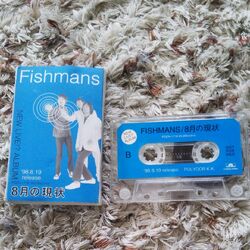 Fishmans
NEW LIVE? ALBUM
'98.8.19
release
8月の現状
FISHMANS/8月の現状
B
'98.8.19 release
POLYDOR K.K.